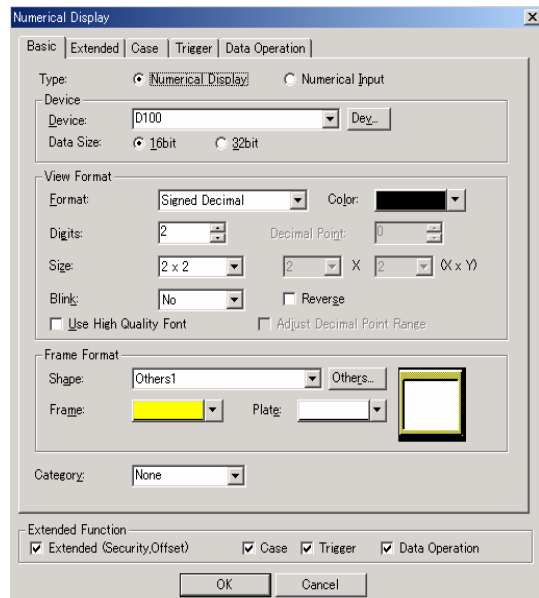 Numerical Display
Basic Extended Case Trigger Data Operation
Type: Numerical Display Numerical Input
Device
Device: D100 Dev...
Data Size: 16bit 32bit
View Format
Format: Signed Decimal Color:
Digits: 2 Decimal Point: 0
Size: 2 x 2 2 X 2 (X x Y)
Blink: No Reverse
Use High Quality Font Adjust Decimal Point Range
Frame Format
Shape: Others1 Others...
Frame: Plate:
Category: None
Extended Function
Extended (Security,Offset) Case Trigger Data Operation
OK Cancel